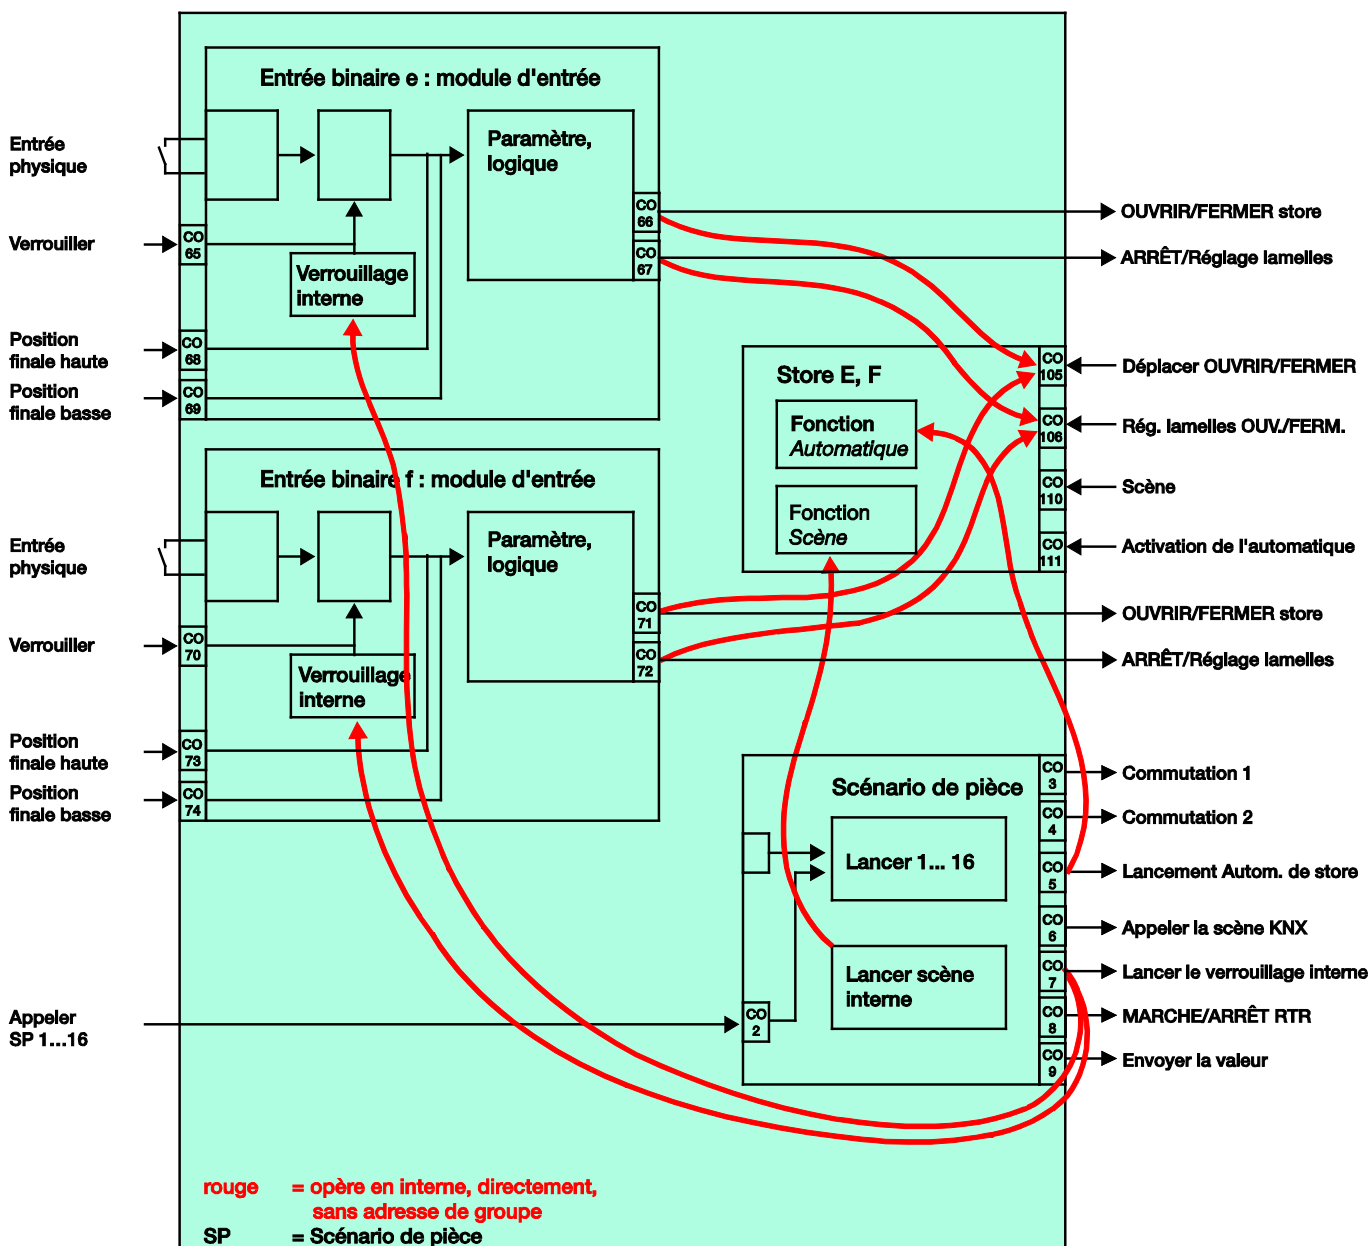 Entrée binaire e : module d'entrée
Entrée
physique
Paramètre,
logique
CO
66
OUVRIR/FERMER store
Verrouiller
CO
65
CO
67
ARRÊT/Réglage lamelles
Verrouillage
interne
Position
finale haute
CO
68
Position
finale basse
CO
69
Store E, F
CO
105
Déplacer OUVRIR/FERMER
Fonction
Automatique
CO
106
Rég. lamelles OUV./FERM.
Fonction
Scène
CO
110
Scène
CO
111
Activation de l'automatique
Entrée binaire f : module d'entrée
Entrée
physique
Paramètre,
logique
CO
71
OUVRIR/FERMER store
Verrouiller
CO
70
CO
72
ARRÊT/Réglage lamelles
Verrouillage
interne
Position
finale haute
CO
73
Position
finale basse
CO
74
Scénario de pièce
CO
3
Commutation 1
CO
4
Commutation 2
Lancer 1... 16
CO
5
Lancement Autom. de store
CO
6
Appeler la scène KNX
Lancer scène
interne
CO
7
Lancer le verrouillage interne
Appeler
SP 1...16
CO
2
CO
8
MARCHE/ARRÊT RTR
CO
9
Envoyer la valeur
rouge = opère en interne, directement,
sans adresse de groupe
SP = Scénario de pièce